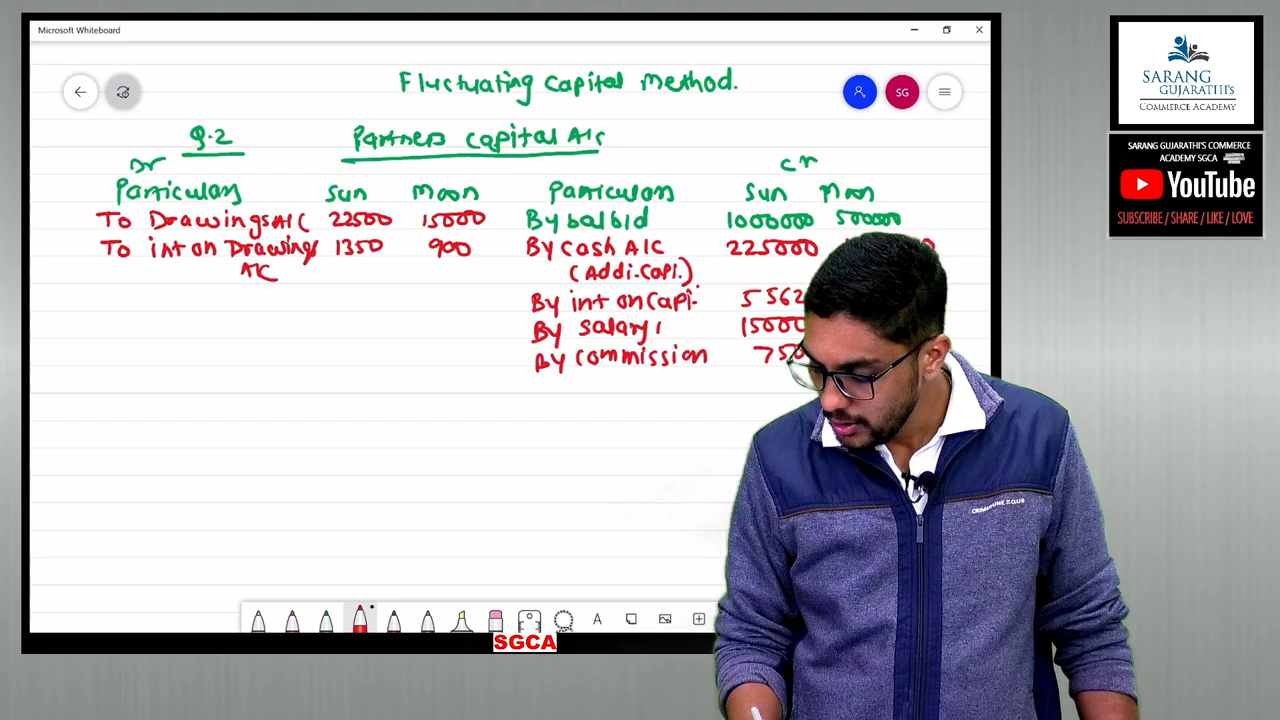 Microsoft Whiteboard
Fluctuating Capital Method.
SG
Q.2 Partners Capital A/C
Dr Cr
Particulars Sun Moon Particulars Sun Moon
To Drawings A/C 22500 15000 By bal b/d 1000000 500000
To int on Drawings A/C 1350 900 By Cash A/C 225000
(Addi. Capi.)
By int on Capi.
By Salary
By Commission
SGCA
SARANG
GUJARATHI'S
COMMERCE ACADEMY
SARANG GUJARATHI'S COMMERCE
ACADEMY SGCA
YouTube
SUBSCRIBE / SHARE / LIKE / LOVE